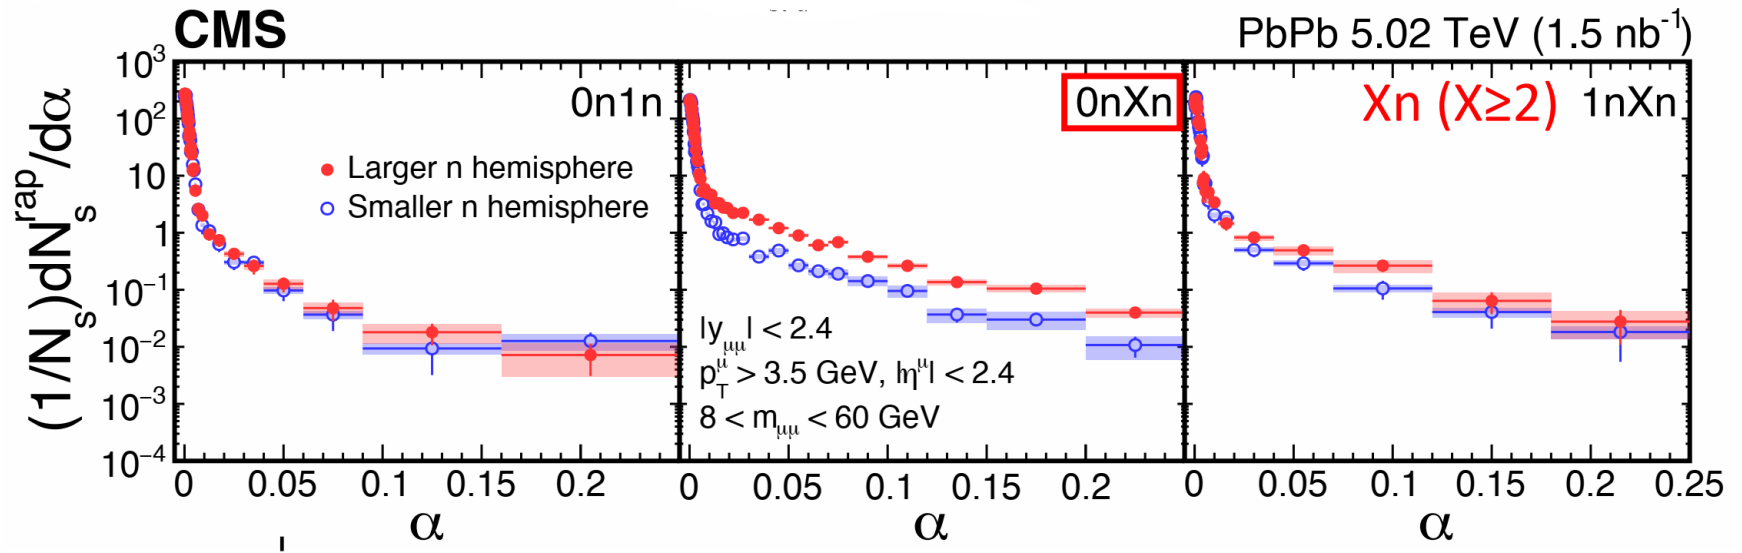 CMS
PbPb 5.02 TeV (1.5 nb⁻¹)
(1/Nₛ)dNₛʳᵃᵖ/dα
10³
10²
10
1
10⁻¹
10⁻²
10⁻³
10⁻⁴
0n1n
Larger n hemisphere
Smaller n hemisphere
0nXn
|y_μμ| < 2.4
p_T^μ > 3.5 GeV, |η^μ| < 2.4
8 < m_μμ < 60 GeV
Xn (X≥2) 1nXn
0 0.05 0.1 0.15 0.2
0 0.05 0.1 0.15 0.2
0 0.05 0.1 0.15 0.2 0.25
α
α
α